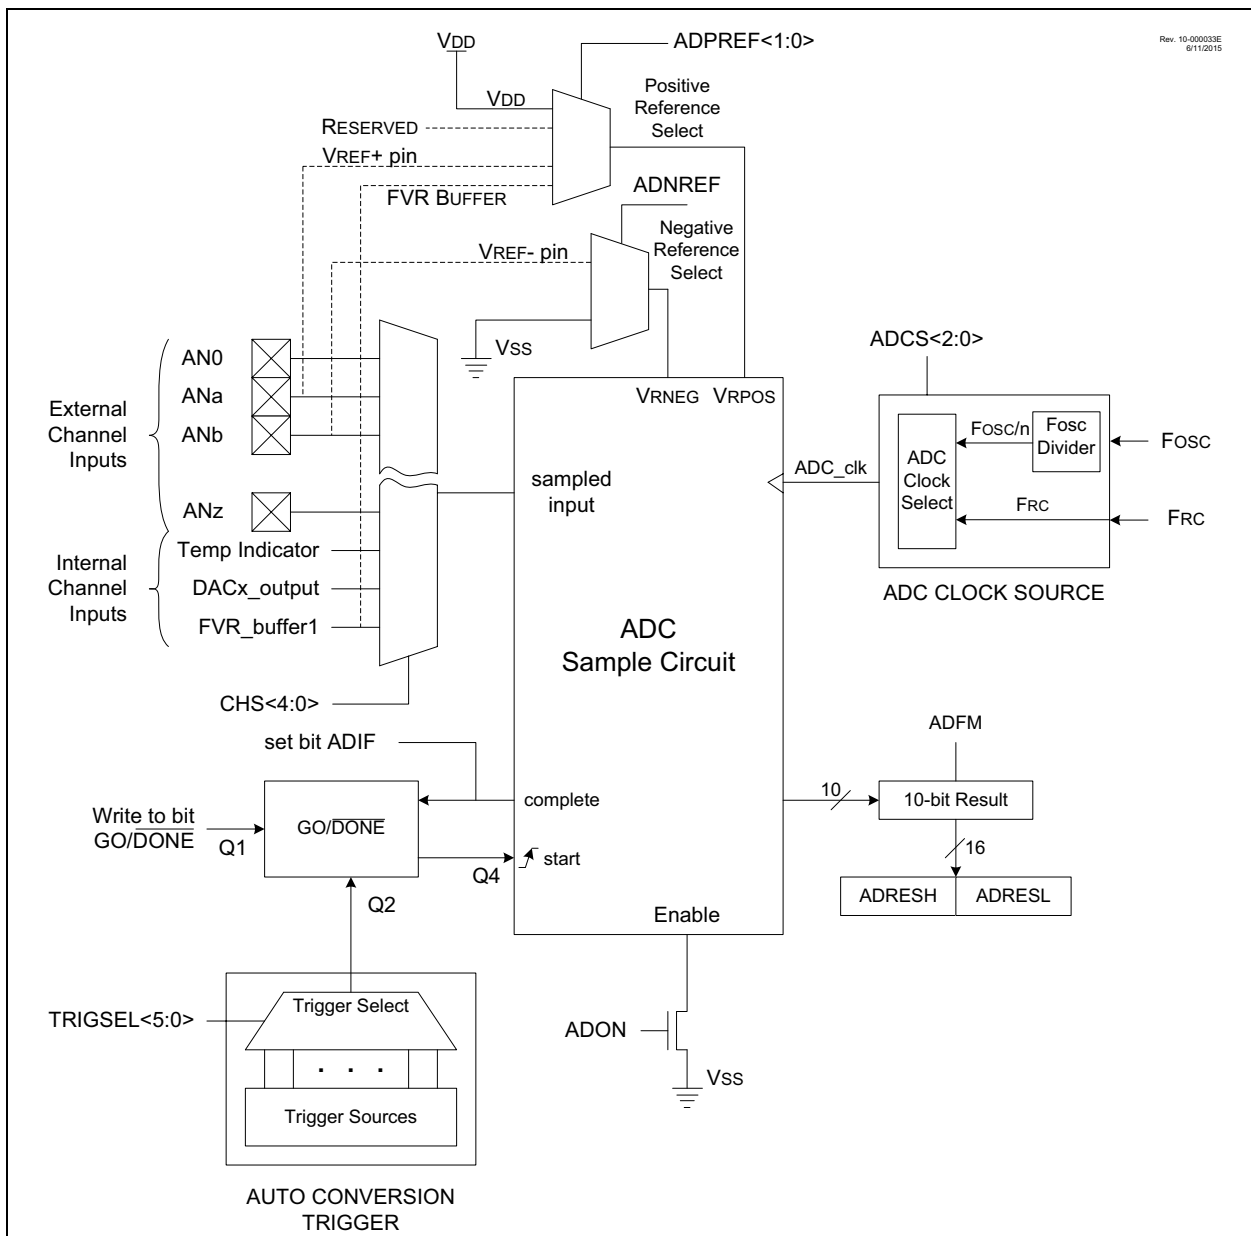 Rev. 10-000033E
6/11/2015
VDD
ADPREF<1:0>
VDD
Positive
Reference
Select
RESERVED
VREF+ pin
FVR BUFFER
ADNREF
Negative
Reference
Select
VREF- pin
VSS
VRNEG VRPOS
External
Channel
Inputs
AN0
ANa
ANb
ANz
Internal
Channel
Inputs
Temp Indicator
DACx_output
FVR_buffer1
CHS<4:0>
sampled
input
ADC
Sample Circuit
ADCS<2:0>
ADC_clk
ADC
Clock
Select
FOSC/n
Fosc
Divider
FOSC
FRC
FRC
ADC CLOCK SOURCE
set bit ADIF
complete
Write to bit
GO/DONE
Q1
GO/DONE
Q4
start
Q2
Enable
ADFM
10
10-bit Result
16
ADRESH ADRESL
TRIGSEL<5:0>
Trigger Select
. . .
Trigger Sources
AUTO CONVERSION
TRIGGER
ADON
VSS